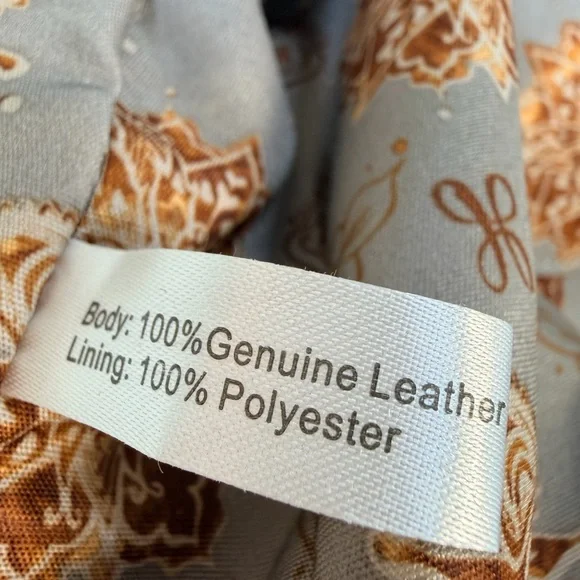 Body: 100%Genuine Leather
Lining: 100% Polyester